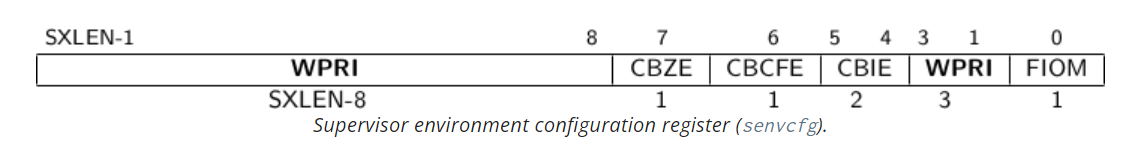 SXLEN-1 8 7 6 5 4 3 1 0
WPRI CBZE CBCFE CBIE WPRI FIOM
SXLEN-8 1 1 2 3 1
Supervisor environment configuration register (senvcfg).